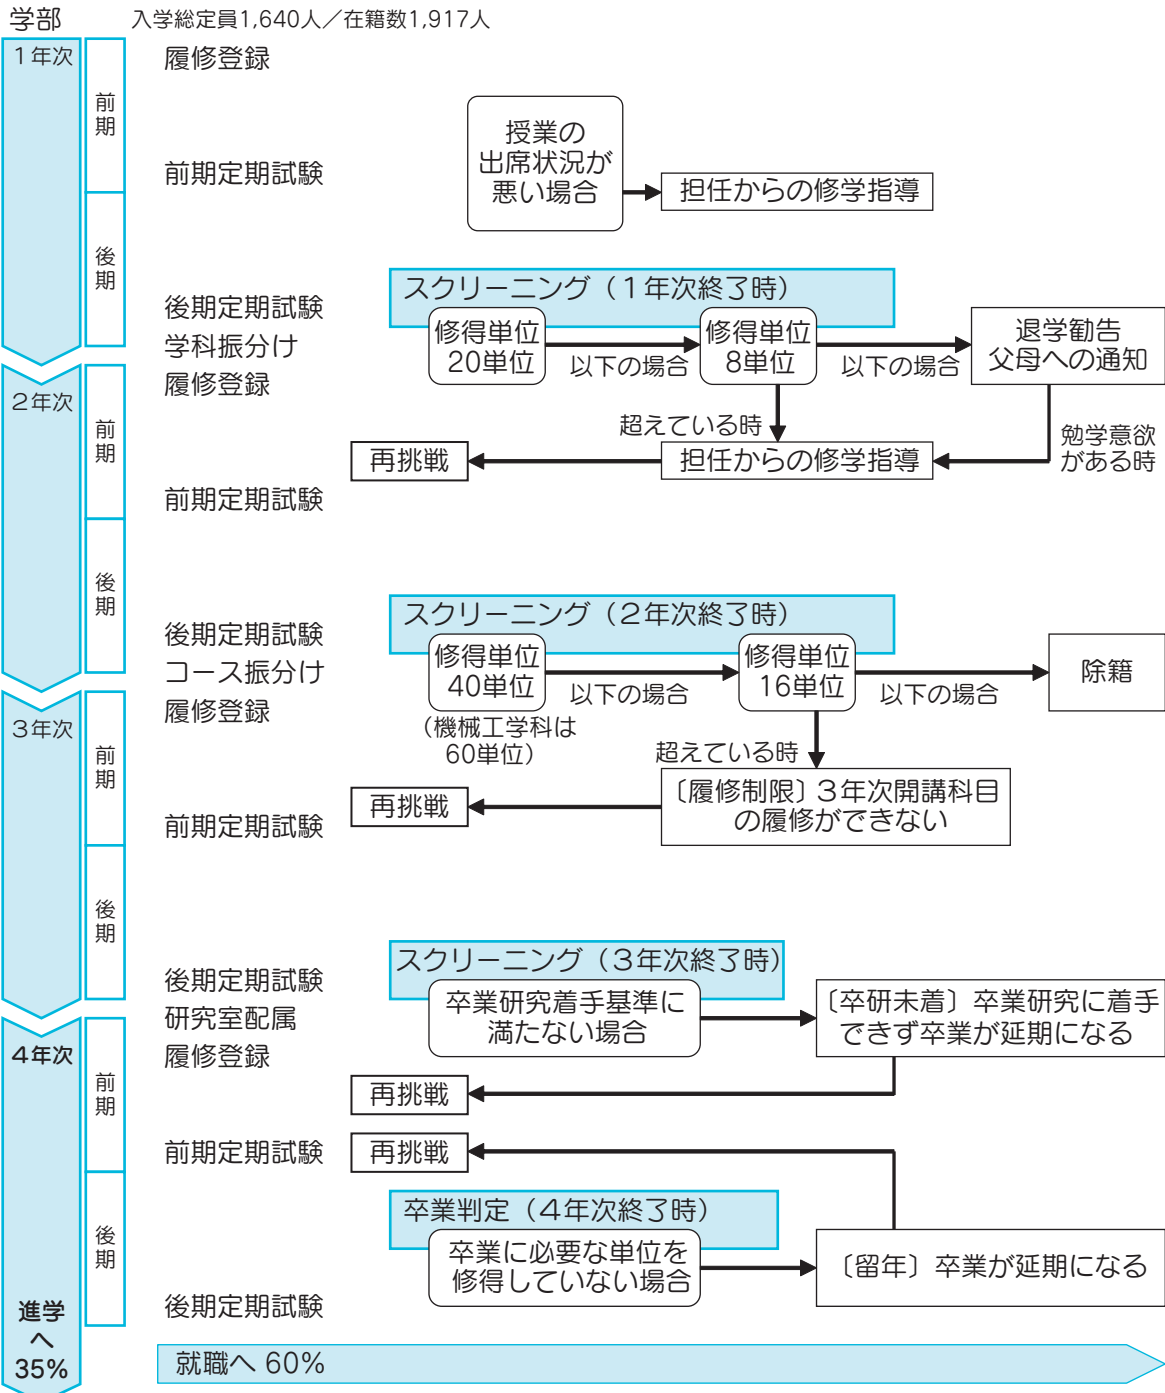 学部
入学総定員1,640人／在籍数1,917人
1年次
前期
後期
履修登録
前期定期試験
授業の
出席状況が
悪い場合
担任からの修学指導
後期定期試験
学科振分け
履修登録
スクリーニング（1年次終了時）
修得単位
20単位
以下の場合
修得単位
8単位
以下の場合
退学勧告
父母への通知
2年次
前期
後期
超えている時
勉学意欲
がある時
再挑戦
担任からの修学指導
前期定期試験
後期定期試験
コース振分け
履修登録
スクリーニング（2年次終了時）
修得単位
40単位
（機械工学科は
60単位）
以下の場合
修得単位
16単位
以下の場合
除籍
3年次
前期
後期
超えている時
再挑戦
〔履修制限〕3年次開講科目
の履修ができない
前期定期試験
後期定期試験
研究室配属
履修登録
スクリーニング（3年次終了時）
卒業研究着手基準に
満たない場合
〔卒研未着〕卒業研究に着手
できず卒業が延期になる
4年次
前期
後期
再挑戦
前期定期試験
再挑戦
卒業判定（4年次終了時）
卒業に必要な単位を
修得していない場合
〔留年〕卒業が延期になる
後期定期試験
進学
へ
35%
就職へ 60%